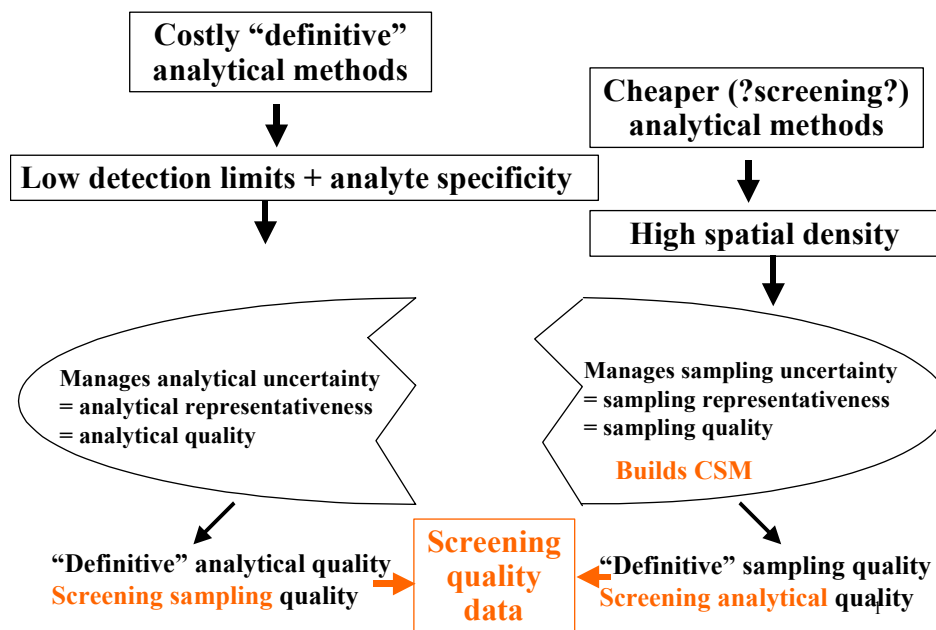 Costly “definitive”
analytical methods
Cheaper (?screening?)
analytical methods
Low detection limits + analyte specificity
High spatial density
Manages analytical uncertainty
= analytical representativeness
= analytical quality
Manages sampling uncertainty
= sampling representativeness
= sampling quality
Builds CSM
“Definitive” analytical quality
Screening sampling quality
Screening
quality
data
“Definitive” sampling quality
Screening analytical quality
1